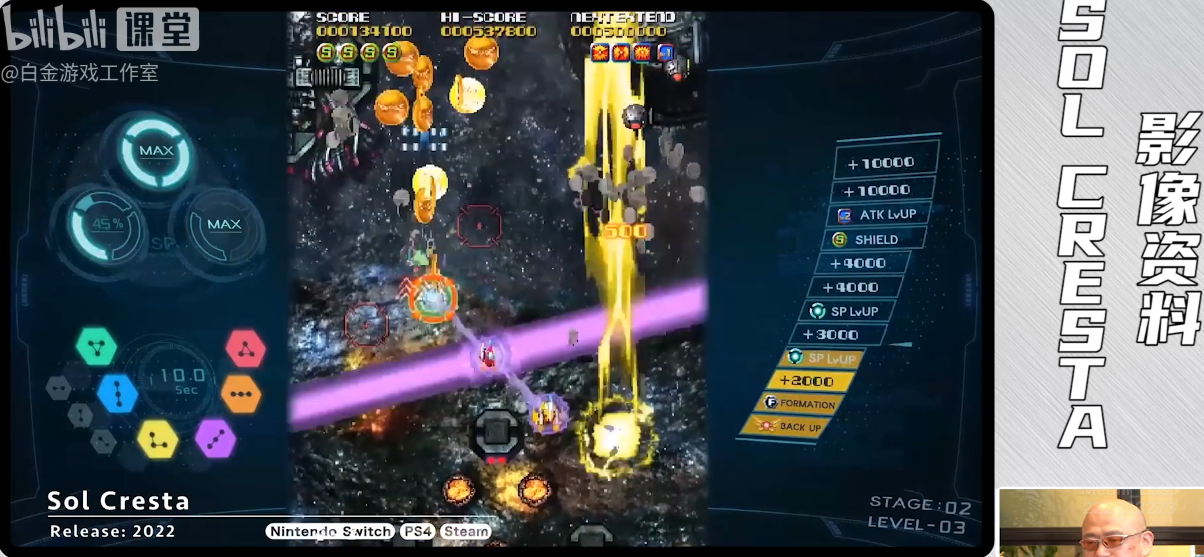 bilibili 课堂
@白金游戏工作室
SCORE HI-SCORE NEXTEXTEND
000134100 000537800 000500000
MAX
45%
MAX
SP
500
10.0
Sec
+10000
+10000
ATK LvUP
SHIELD
+4000
+4000
SP LvUP
+3000
SP LvUP
+2000
FORMATION
BACK UP
STAGE:02
LEVEL-03
Sol Cresta
Release: 2022
Nintendo Switch PS4 Steam
SOL CRESTA
影像资料